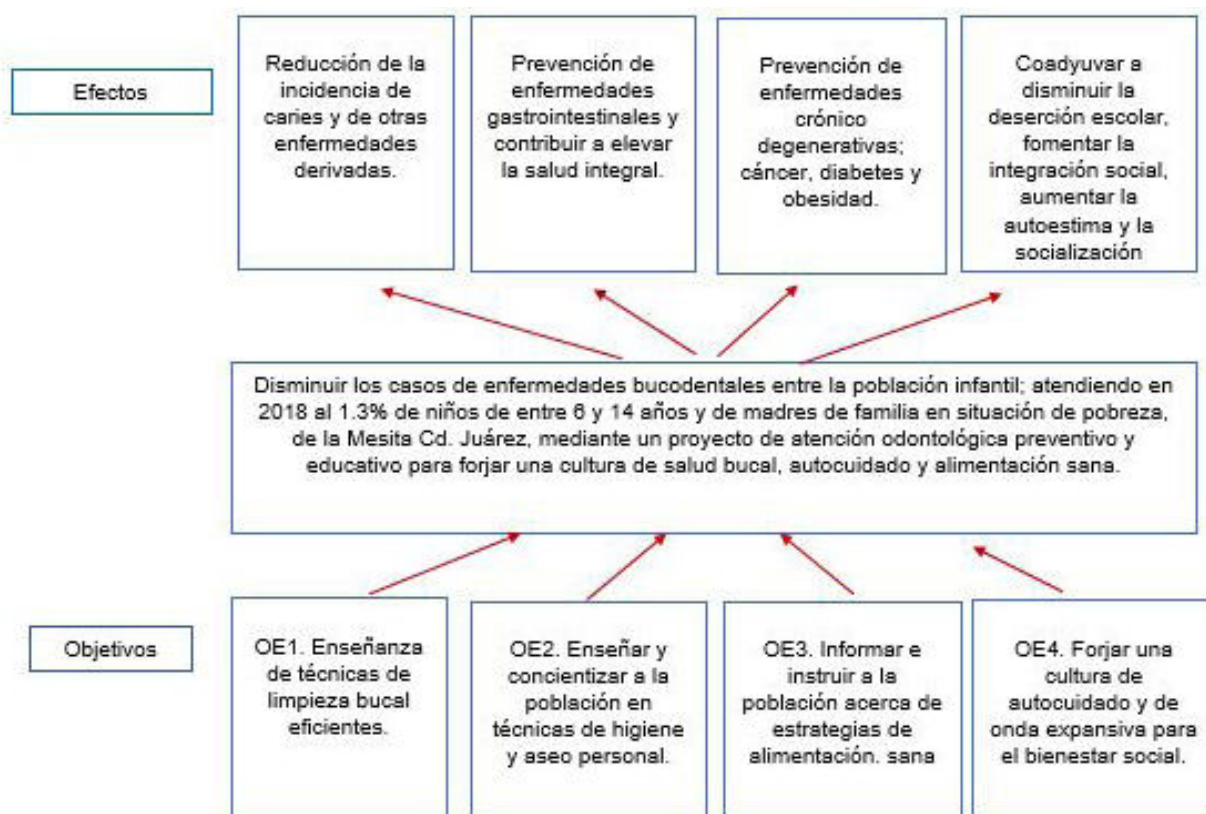 Efectos
Reducción de la
incidencia de
caries y de otras
enfermedades
derivadas.
Prevención de
enfermedades
gastrointestinales y
contribuir a elevar
la salud integral.
Prevención de
enfermedades
crónico
degenerativas;
cáncer, diabetes y
obesidad.
Coadyuvar a
disminuir la
deserción escolar,
fomentar la
integración social,
aumentar la
autoestima y la
socialización
Disminuir los casos de enfermedades bucodentales entre la población infantil; atendiendo en
2018 al 1.3% de niños de entre 6 y 14 años y de madres de familia en situación de pobreza,
de la Mesita Cd. Juárez, mediante un proyecto de atención odontológica preventivo y
educativo para forjar una cultura de salud bucal, autocuidado y alimentación sana.
Objetivos
OE1. Enseñanza
de técnicas de
limpieza bucal
eficientes.
OE2. Enseñar y
concientizar a la
población en
técnicas de higiene
y aseo personal.
OE3. Informar e
instruir a la
población acerca de
estrategias de
alimentación. sana
OE4. Forjar una
cultura de
autocuidado y de
onda expansiva para
el bienestar social.